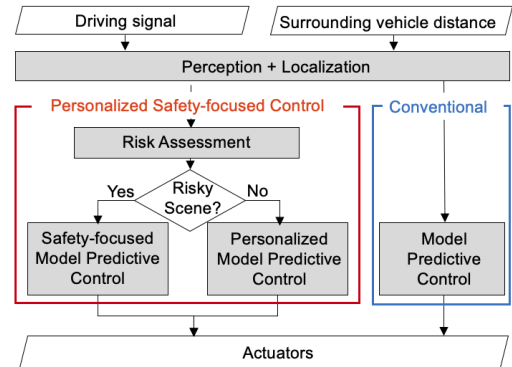 Driving signal
Surrounding vehicle distance
Perception + Localization
Personalized Safety-focused Control
Conventional
Risk Assessment
Yes
Risky
Scene?
No
Safety-focused
Model Predictive
Control
Personalized
Model Predictive
Control
Model
Predictive
Control
Actuators